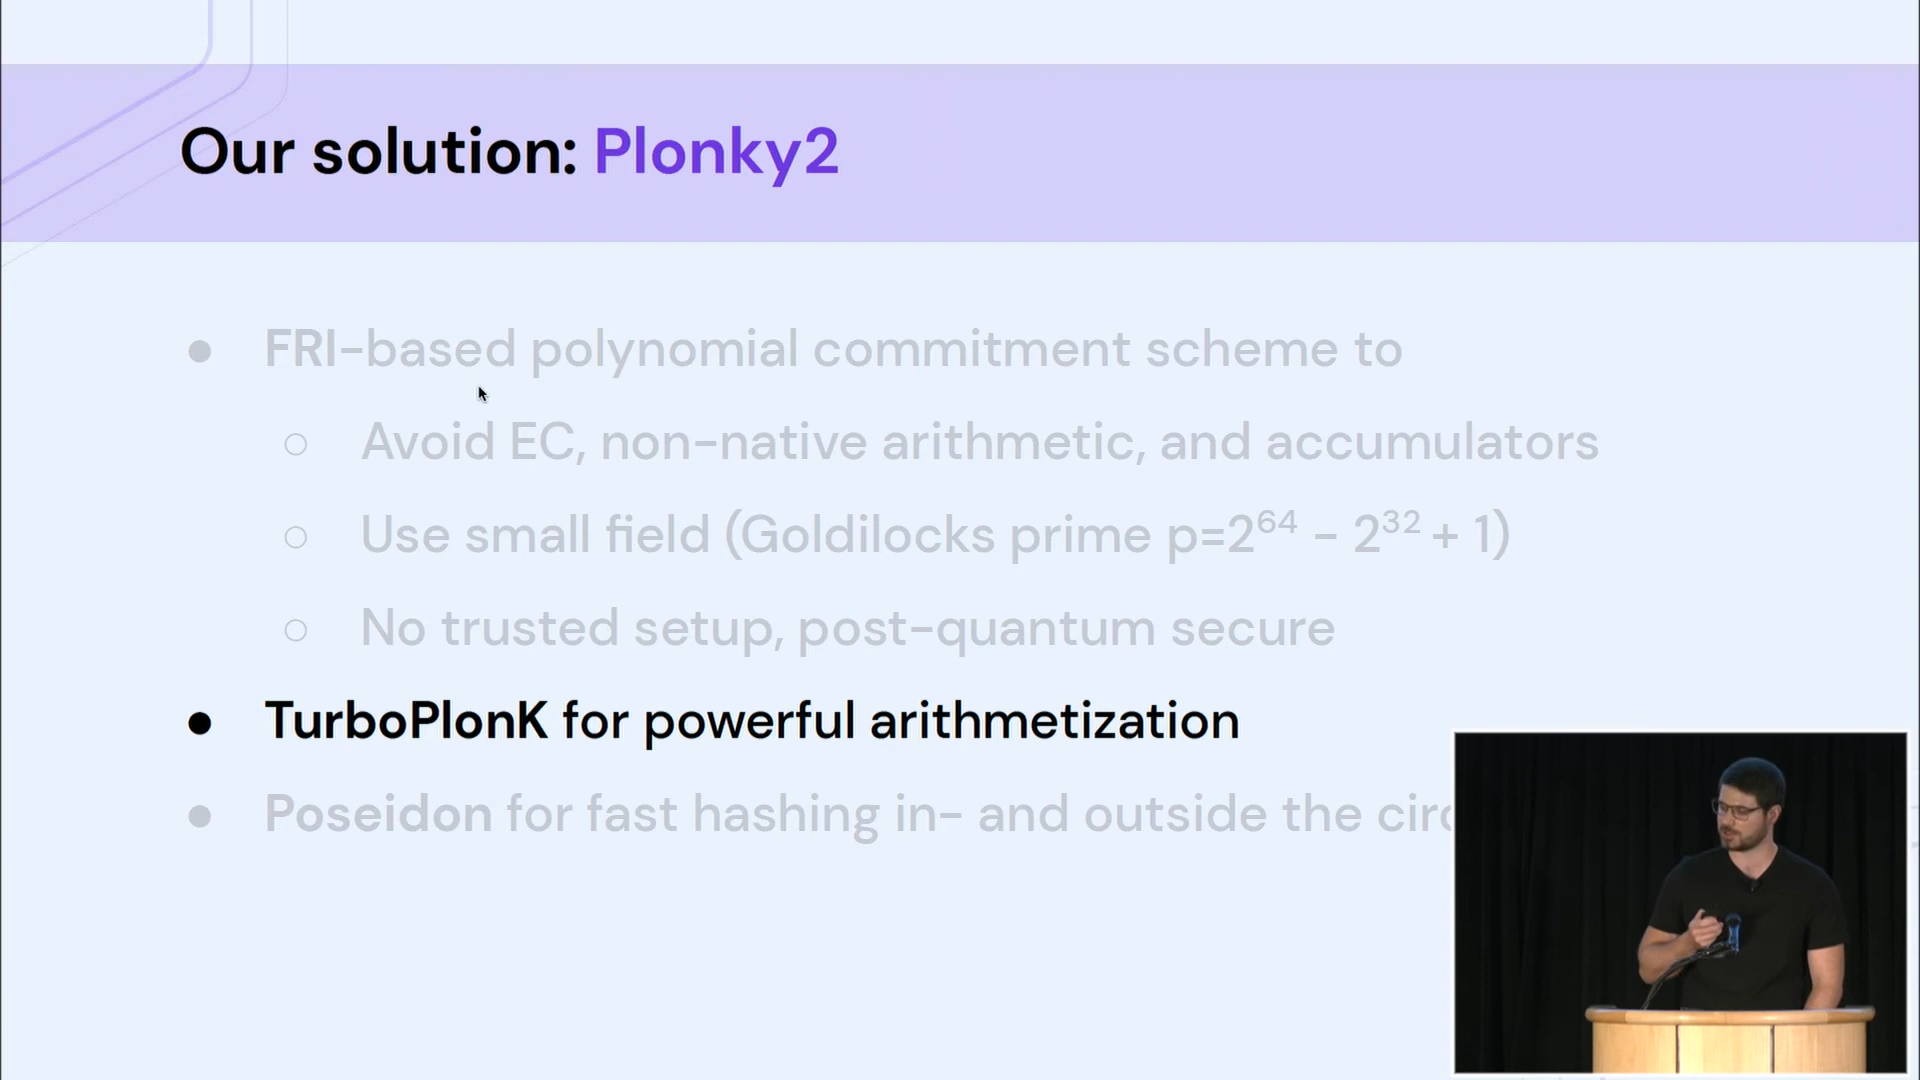 Our solution: Plonky2
● FRI-based polynomial commitment scheme to
○ Avoid EC, non-native arithmetic, and accumulators
○ Use small field (Goldilocks prime p=2⁶⁴ - 2³² + 1)
○ No trusted setup, post-quantum secure
● TurboPlonK for powerful arithmetization
● Poseidon for fast hashing in- and outside the